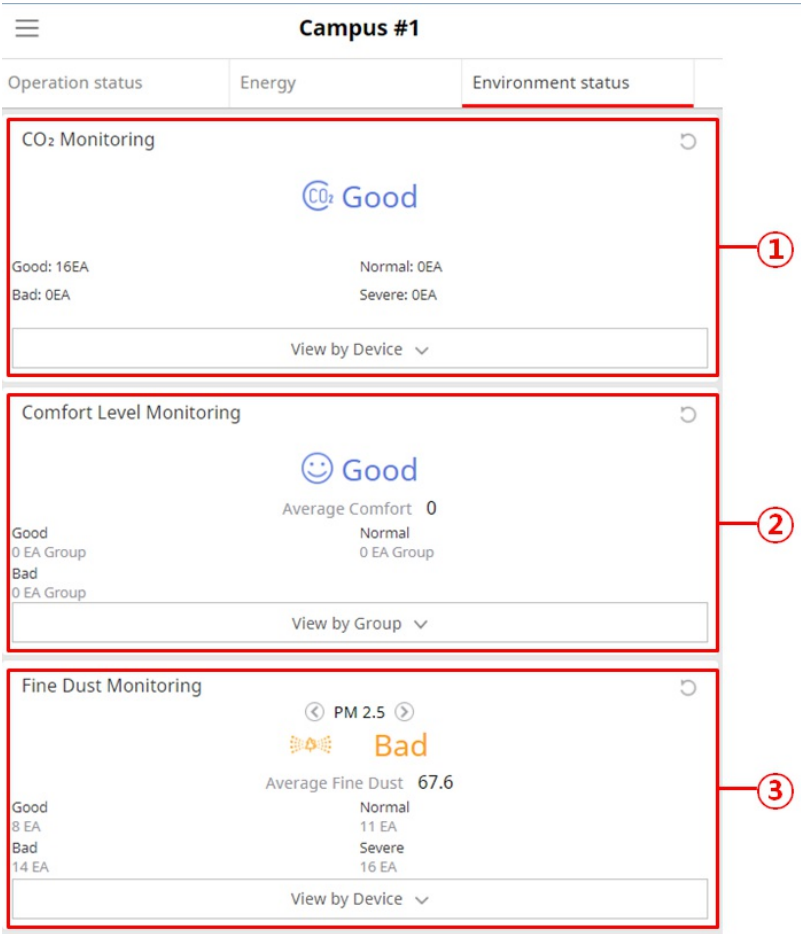 Campus #1
Operation status Energy Environment status
CO₂ Monitoring
CO₂ Good
Good: 16EA Normal: 0EA
Bad: 0EA Severe: 0EA
View by Device
①
Comfort Level Monitoring
Good
Average Comfort 0
Good Normal
0 EA Group 0 EA Group
Bad
0 EA Group
View by Group
②
Fine Dust Monitoring
PM 2.5
Bad
Average Fine Dust 67.6
Good Normal
8 EA 11 EA
Bad Severe
14 EA 16 EA
View by Device
③